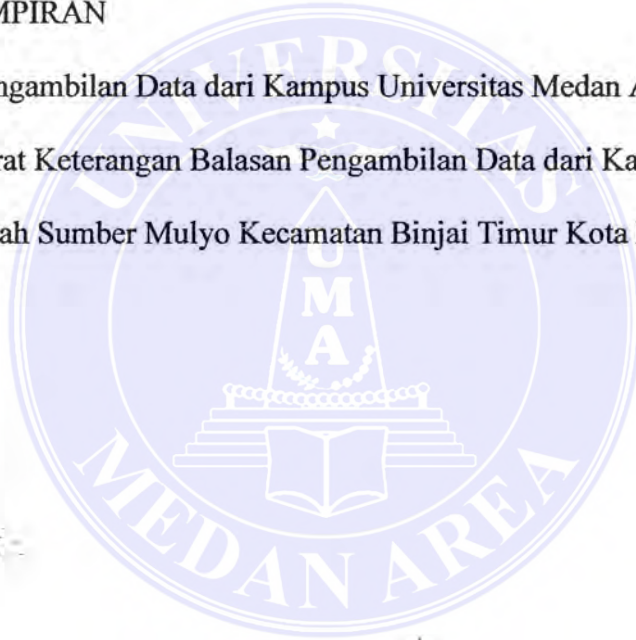 MPIRAN
ngambilan Data dari Kampus Universitas Medan A
rat Keterangan Balasan Pengambilan Data dari Ka
ah Sumber Mulyo Kecamatan Binjai Timur Kota
UNIVERSITAS
UMA
MEDAN AREA